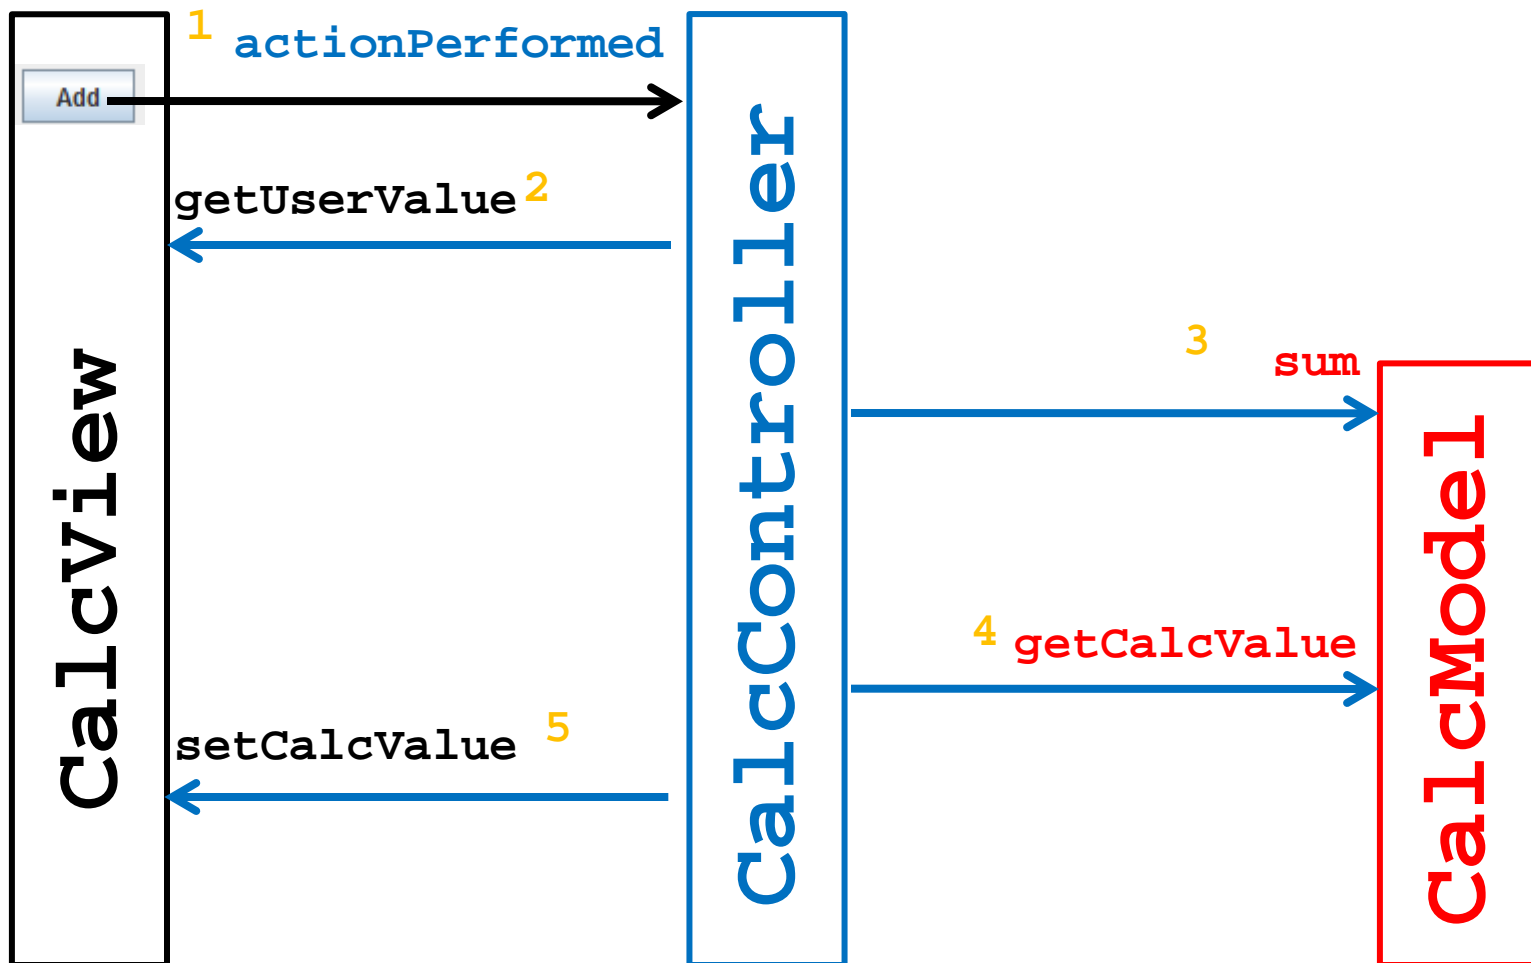 1 actionPerformed
Add
getUserValue 2
3 sum
4 getCalcValue
setCalcValue 5
CalcView
CalcController
CalcModel